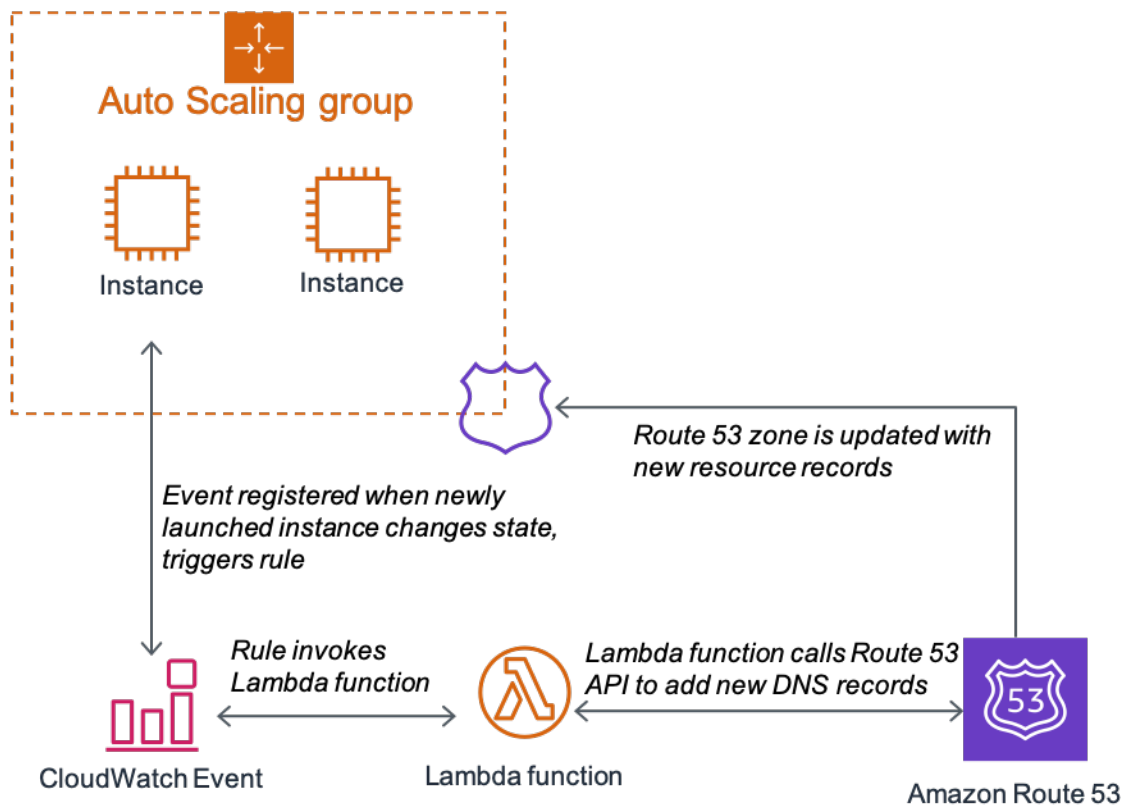 Auto Scaling group
Instance
Instance
Route 53 zone is updated with
new resource records
Event registered when newly
launched instance changes state,
triggers rule
Rule invokes
Lambda function
Lambda function calls Route 53
API to add new DNS records
53
CloudWatch Event
Lambda function
Amazon Route 53